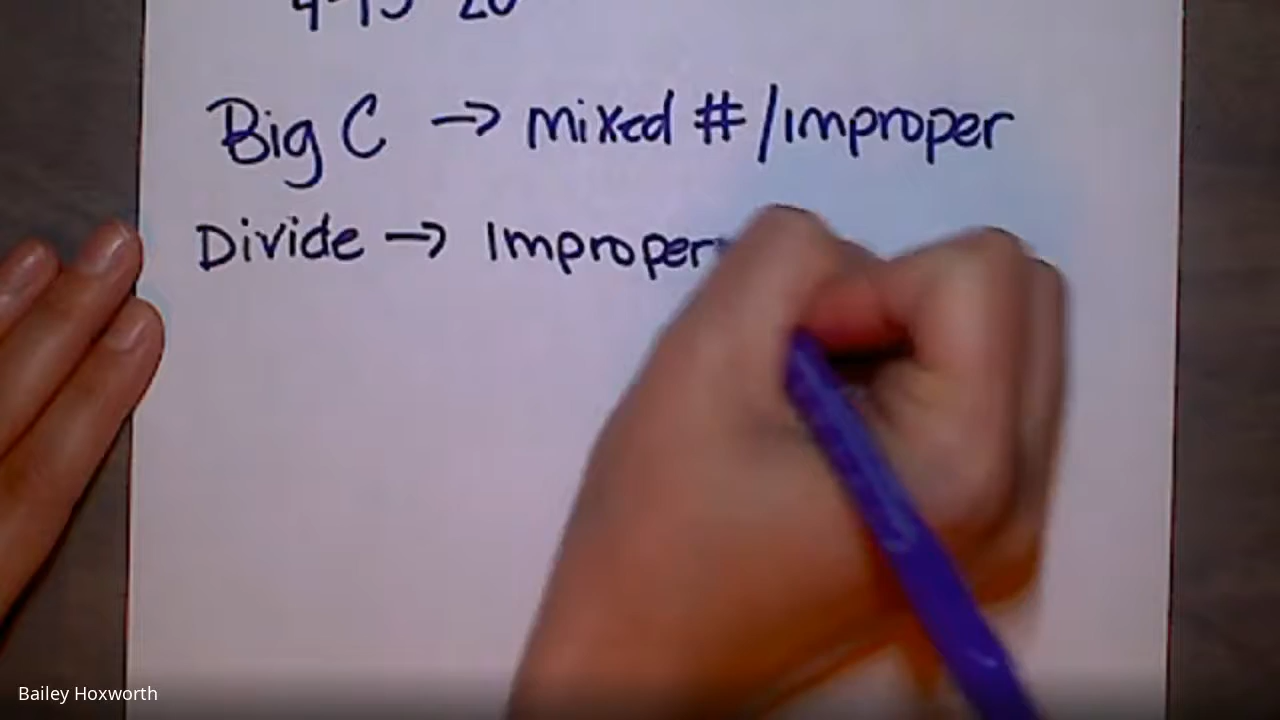 Big C → mixed #/improper
Divide → Improper
Bailey Hoxworth